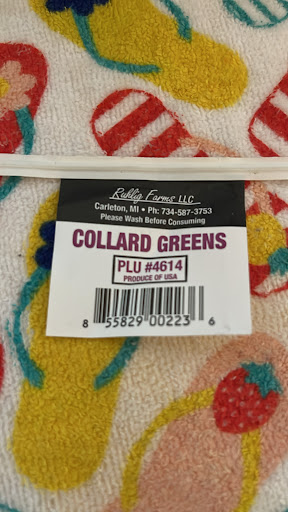 Ruhlig Farms LLC
Carleton, MI • Ph: 734-587-3753
Please Wash Before Consuming
COLLARD GREENS
PLU #4614
PRODUCE OF USA
8 55829 00223 6